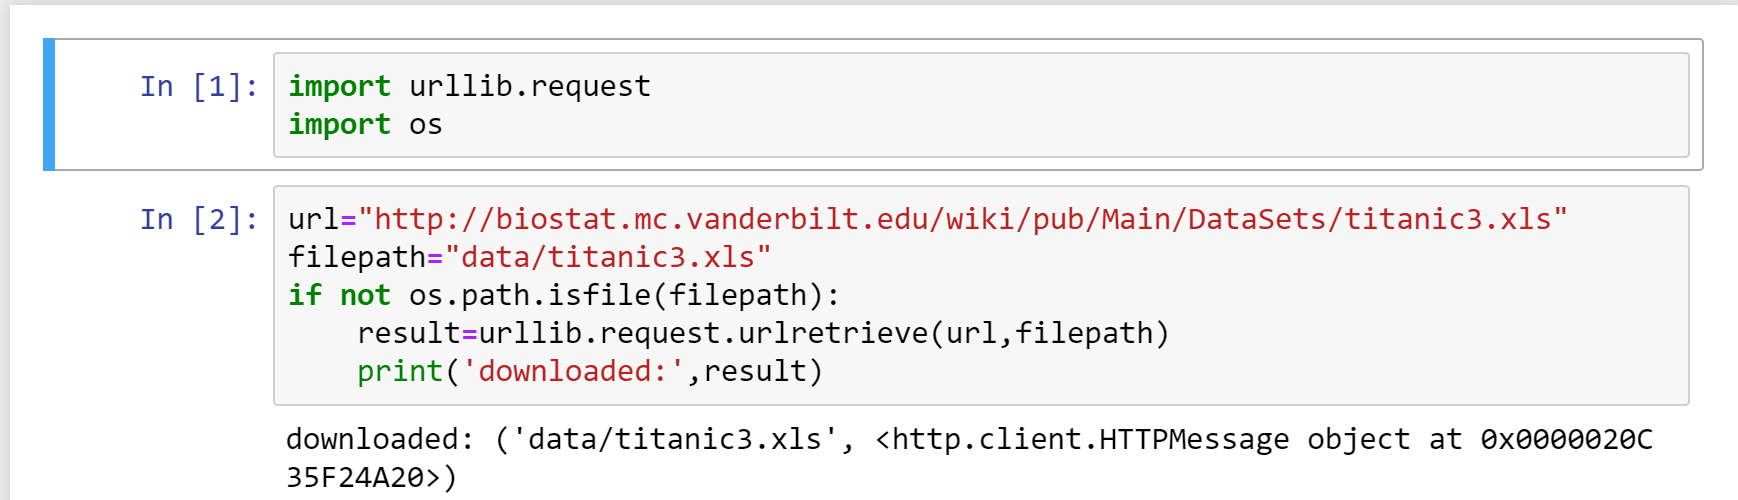 In [1]: import urllib.request
import os
In [2]: url="http://biostat.mc.vanderbilt.edu/wiki/pub/Main/DataSets/titanic3.xls"
filepath="data/titanic3.xls"
if not os.path.isfile(filepath):
    result=urllib.request.urlretrieve(url,filepath)
    print('downloaded:',result)
downloaded: ('data/titanic3.xls', <http.client.HTTPMessage object at 0x0000020C
35F24A20>)